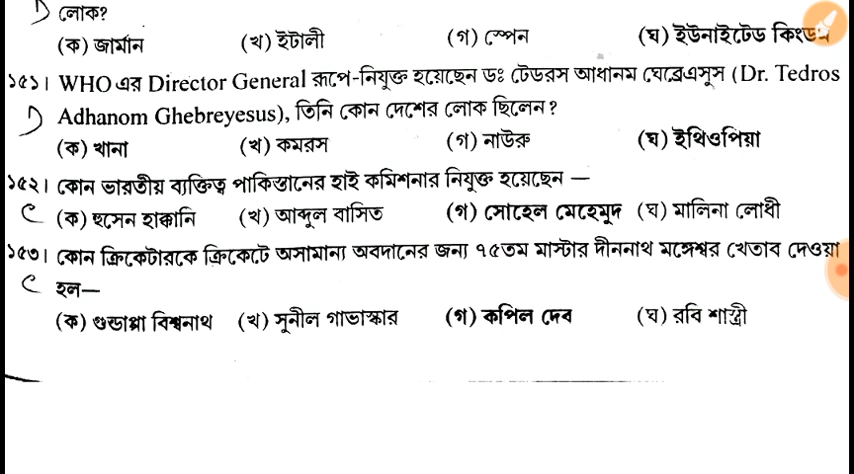 D লোক?
(ক) জার্মান (খ) ইটালী (গ) স্পেন (ঘ) ইউনাইটেড
১৫১। WHO এর Director General রূপে-নিযুক্ত হয়েছেন ডঃ টেডরস আধানম ঘেব্রেএসুস (Dr. Tedros
D Adhanom Ghebreyesus), তিনি কোন দেশের লোক ছিলেন?
(ক) থানা (খ) কমরস (গ) নাউরু (ঘ) ইথিওপিয়া
১৫২। কোন ভারতীয় ব্যক্তিত্ব পাকিস্তানের হাই কমিশনার নিযুক্ত হয়েছেন —
C (ক) হুসেন হাক্কানি (খ) আব্দুল বাসিত (গ) সোহেল মেহেমুদ (ঘ) মালিনা লোধী
১৫৩। কোন ক্রিকেটারকে ক্রিকেটে অসামান্য অবদানের জন্য ৭৫তম মাস্টার দীননাথ মঙ্গেশ্বর খেতাব দেওয়া
C হল—
(ক) গুন্ডাপ্পা বিশ্বনাথ (খ) সুনীল গাভাস্কার (গ) কপিল দেব (ঘ) রবি শাস্ত্রী